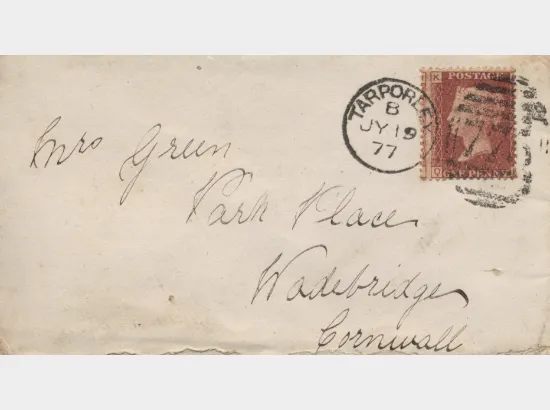 TARPORLEY
B
JY 19
77
K
POSTAGE
Q
Mrs Green
Park Place
Wadebridge
Cornwall